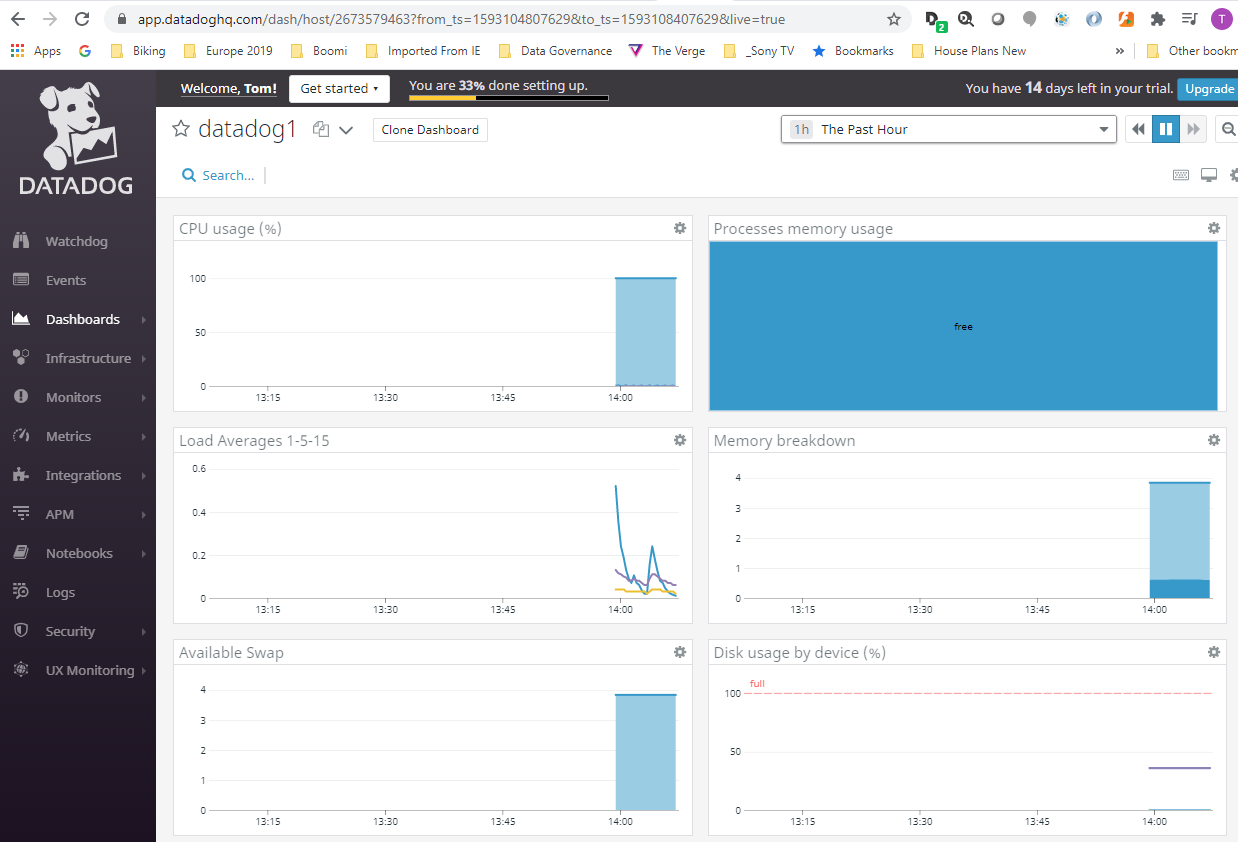 app.datadoghq.com/dash/host/2673579463?from_ts=1593104807629&to_ts=1593108407629&live=true
2
T
Apps
Biking
Europe 2019
Boomi
Imported From IE
Data Governance
The Verge
_Sony TV
Bookmarks
House Plans New
»
Other bookm
DATADOG
Watchdog
Events
Dashboards
Infrastructure
Monitors
Metrics
Integrations
APM
Notebooks
Logs
Security
UX Monitoring
Welcome, Tom!
Get started
You are 33% done setting up.
You have 14 days left in your trial.
Upgrade
datadog1
Clone Dashboard
1h The Past Hour
Search...
CPU usage (%)
100
50
0
13:15 13:30 13:45 14:00
Processes memory usage
free
Load Averages 1-5-15
0.6
0.4
0.2
0
13:15 13:30 13:45 14:00
Memory breakdown
4
3
2
1
0
13:15 13:30 13:45 14:00
Available Swap
4
3
2
1
0
13:15 13:30 13:45 14:00
Disk usage by device (%)
full
100
50
0
13:15 13:30 13:45 14:00